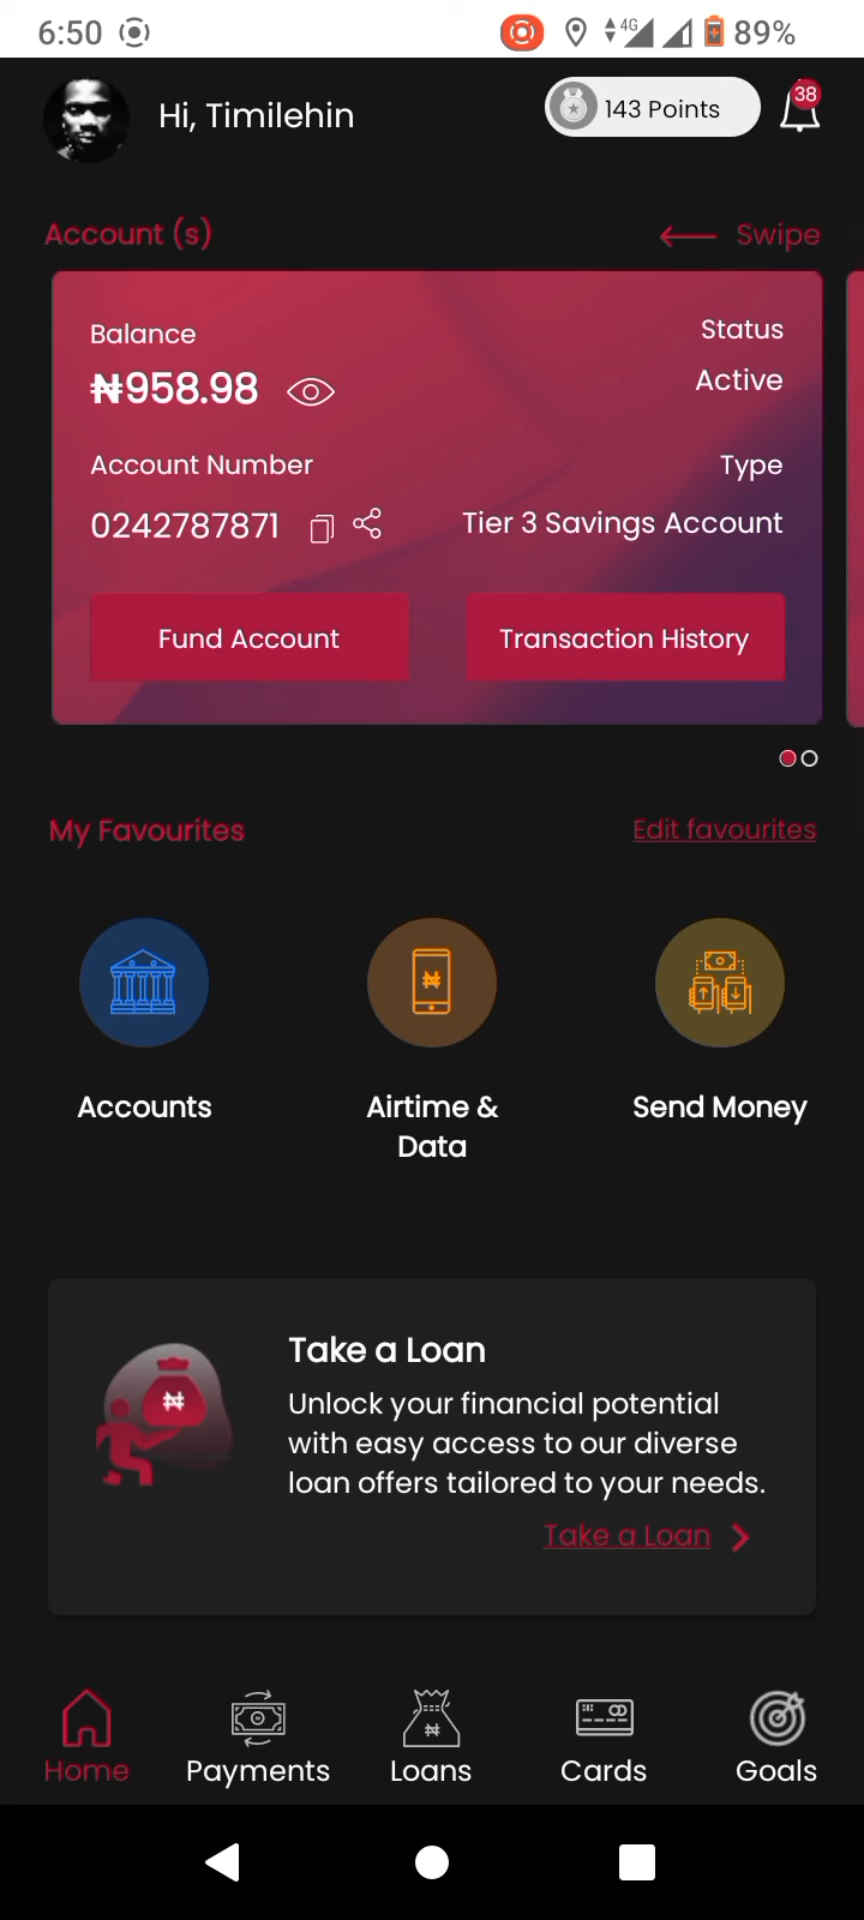 6:50
4G
89%
Hi, Timilehin
143 Points
38
Account (s)
Swipe
Balance
Status
₦958.98
Active
Account Number
Type
0242787871
Tier 3 Savings Account
Fund Account
Transaction History
My Favourites
Edit favourites
₦
Accounts
Airtime &
Data
Send Money
Take a Loan
₦
Unlock your financial potential
with easy access to our diverse
loan offers tailored to your needs.
Take a Loan
₦
Home
Payments
Loans
Cards
Goals